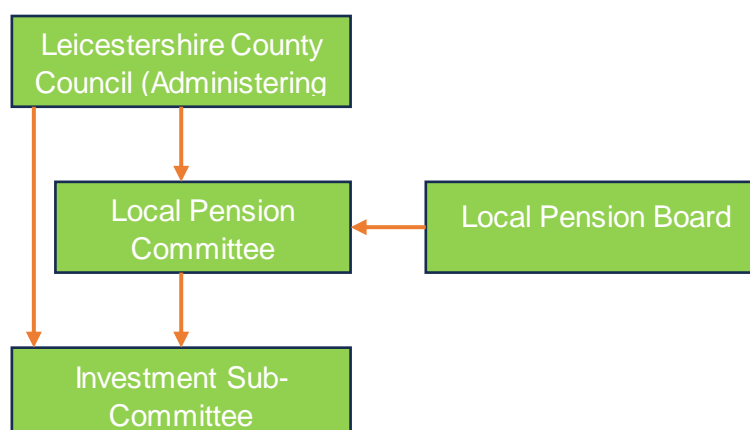 Leicestershire County
Council (Administering
Local Pension
Committee
Local Pension Board
Investment Sub-
Committee